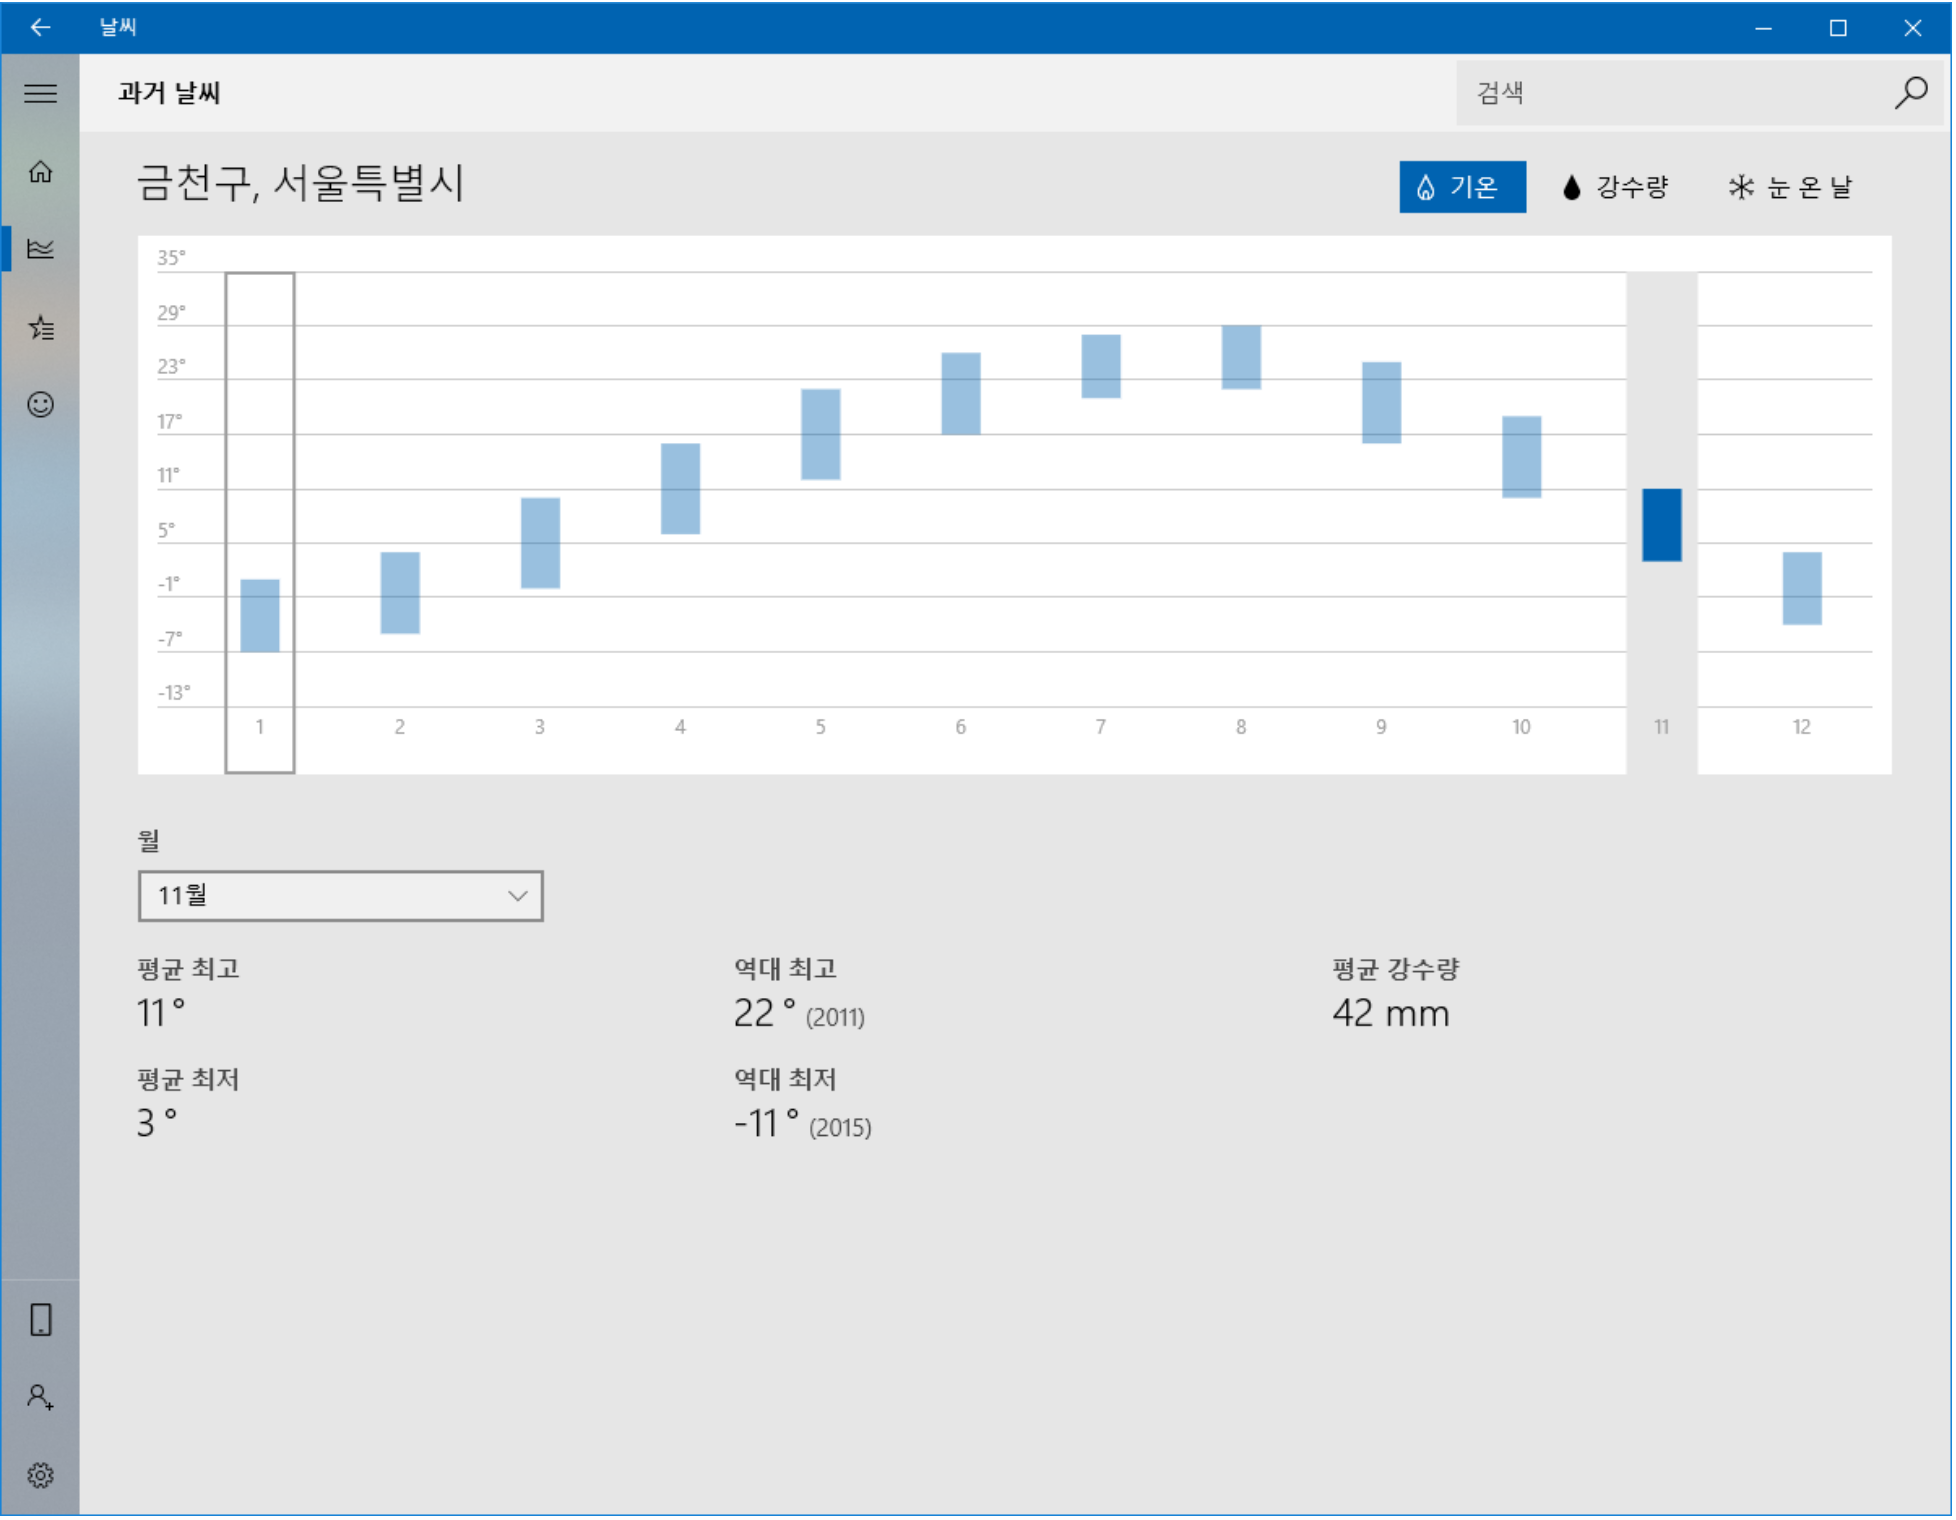 날씨
과거 날씨
검색
금천구, 서울특별시
기온 강수량 눈 온 날
35°
29°
23°
17°
11°
5°
-1°
-7°
-13°
1 2 3 4 5 6 7 8 9 10 11 12
월
11월
평균 최고 역대 최고 평균 강수량
11° 22° (2011) 42 mm
평균 최저 역대 최저
3° -11° (2015)